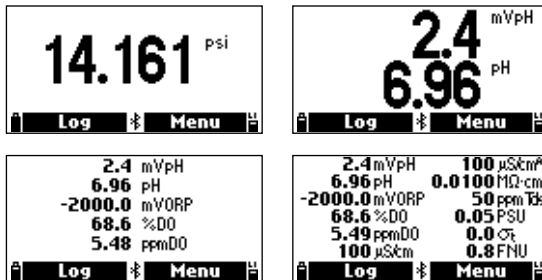 14.161 psi
Log Menu
2.4 mVpH
6.96 pH
Log Menu
2.4 mVpH
6.96 pH
-2000.0 mVORP
68.6 %DO
5.48 ppmDO
Log Menu
2.4 mVpH 100 µS/cmᴬ
6.96 pH 0.0100 MΩ·cm
-2000.0 mVORP 50 ppm Tds
68.6 %DO 0.05 PSU
5.49 ppmDO 0.0 σt
100 µS/cm 0.8 FNU
Log Menu